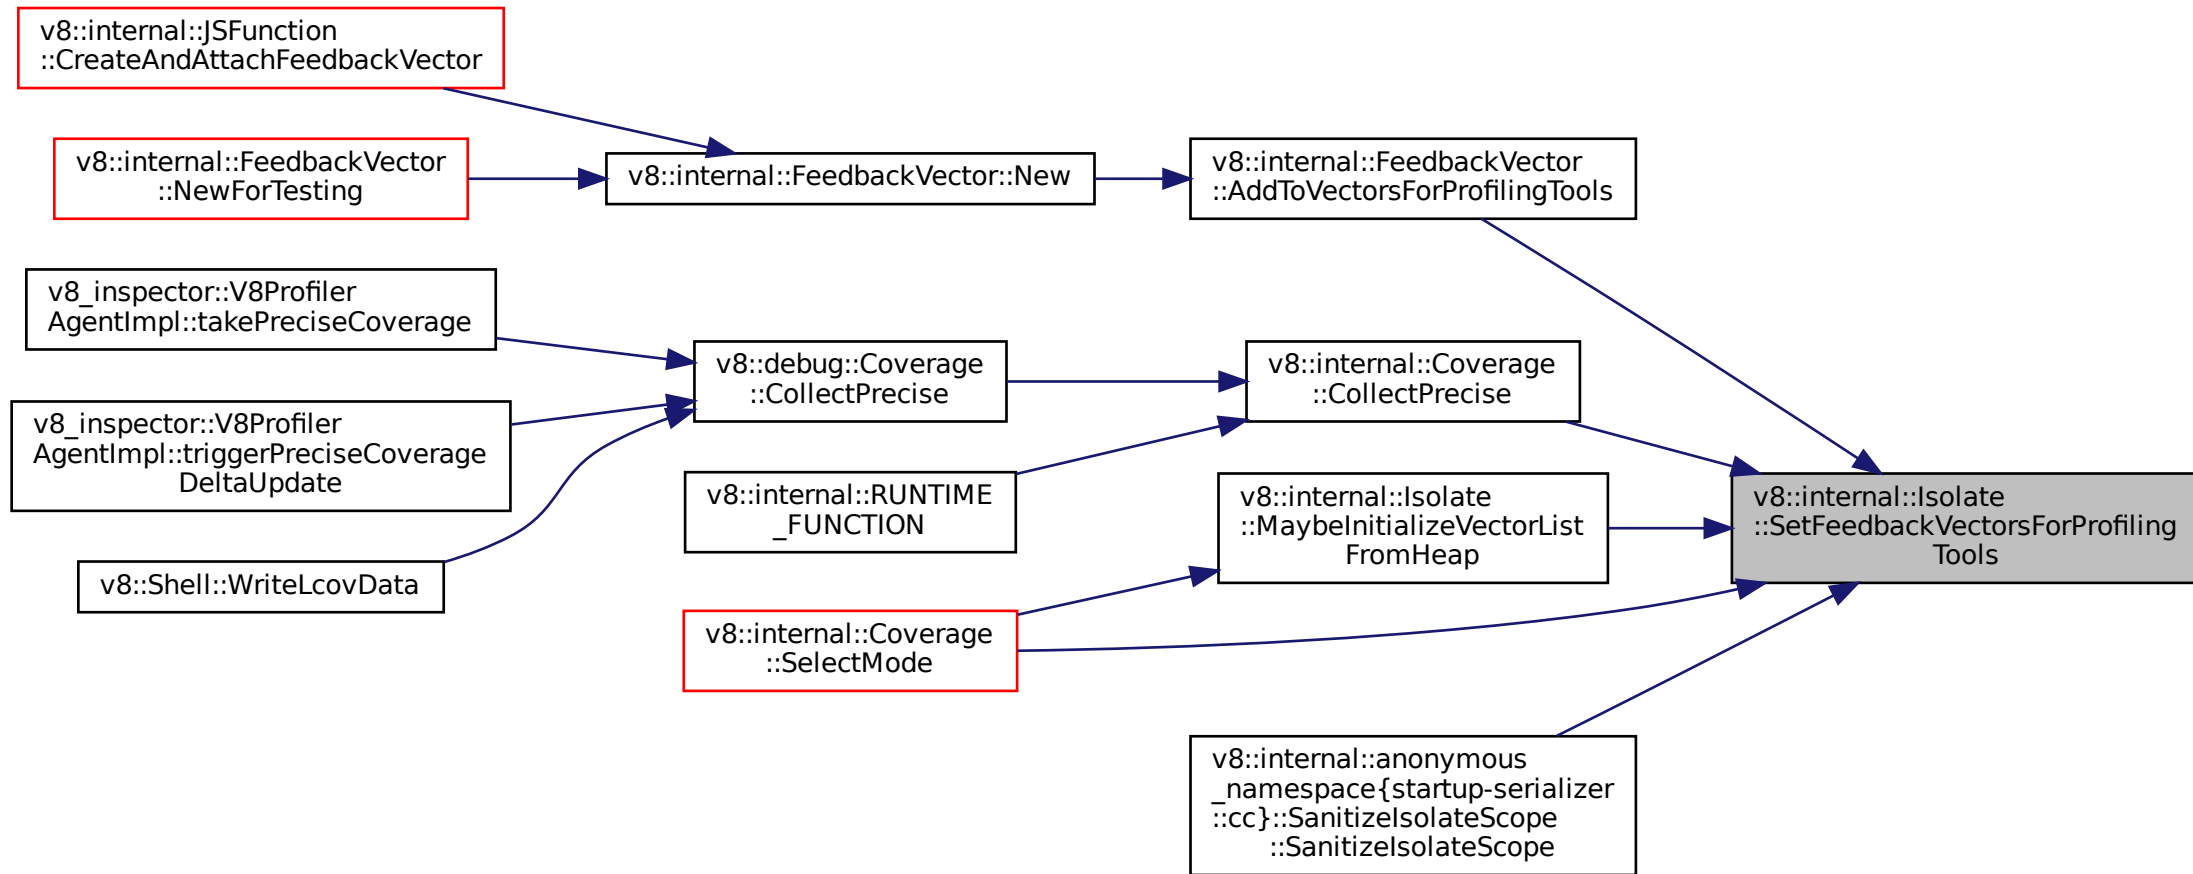 v8::internal::JSFunction
::CreateAndAttachFeedbackVector
v8::internal::FeedbackVector
::NewForTesting
v8::internal::FeedbackVector::New
v8::internal::FeedbackVector
::AddToVectorsForProfilingTools
v8_inspector::V8Profiler
AgentImpl::takePreciseCoverage
v8_inspector::V8Profiler
AgentImpl::triggerPreciseCoverage
DeltaUpdate
v8::Shell::WriteLcovData
v8::debug::Coverage
::CollectPrecise
v8::internal::Coverage
::CollectPrecise
v8::internal::RUNTIME
_FUNCTION
v8::internal::Isolate
::MaybeInitializeVectorList
FromHeap
v8::internal::Coverage
::SelectMode
v8::internal::Isolate
::SetFeedbackVectorsForProfiling
Tools
v8::internal::anonymous
_namespace{startup-serializer
::cc}::SanitizeIsolateScope
::SanitizeIsolateScope